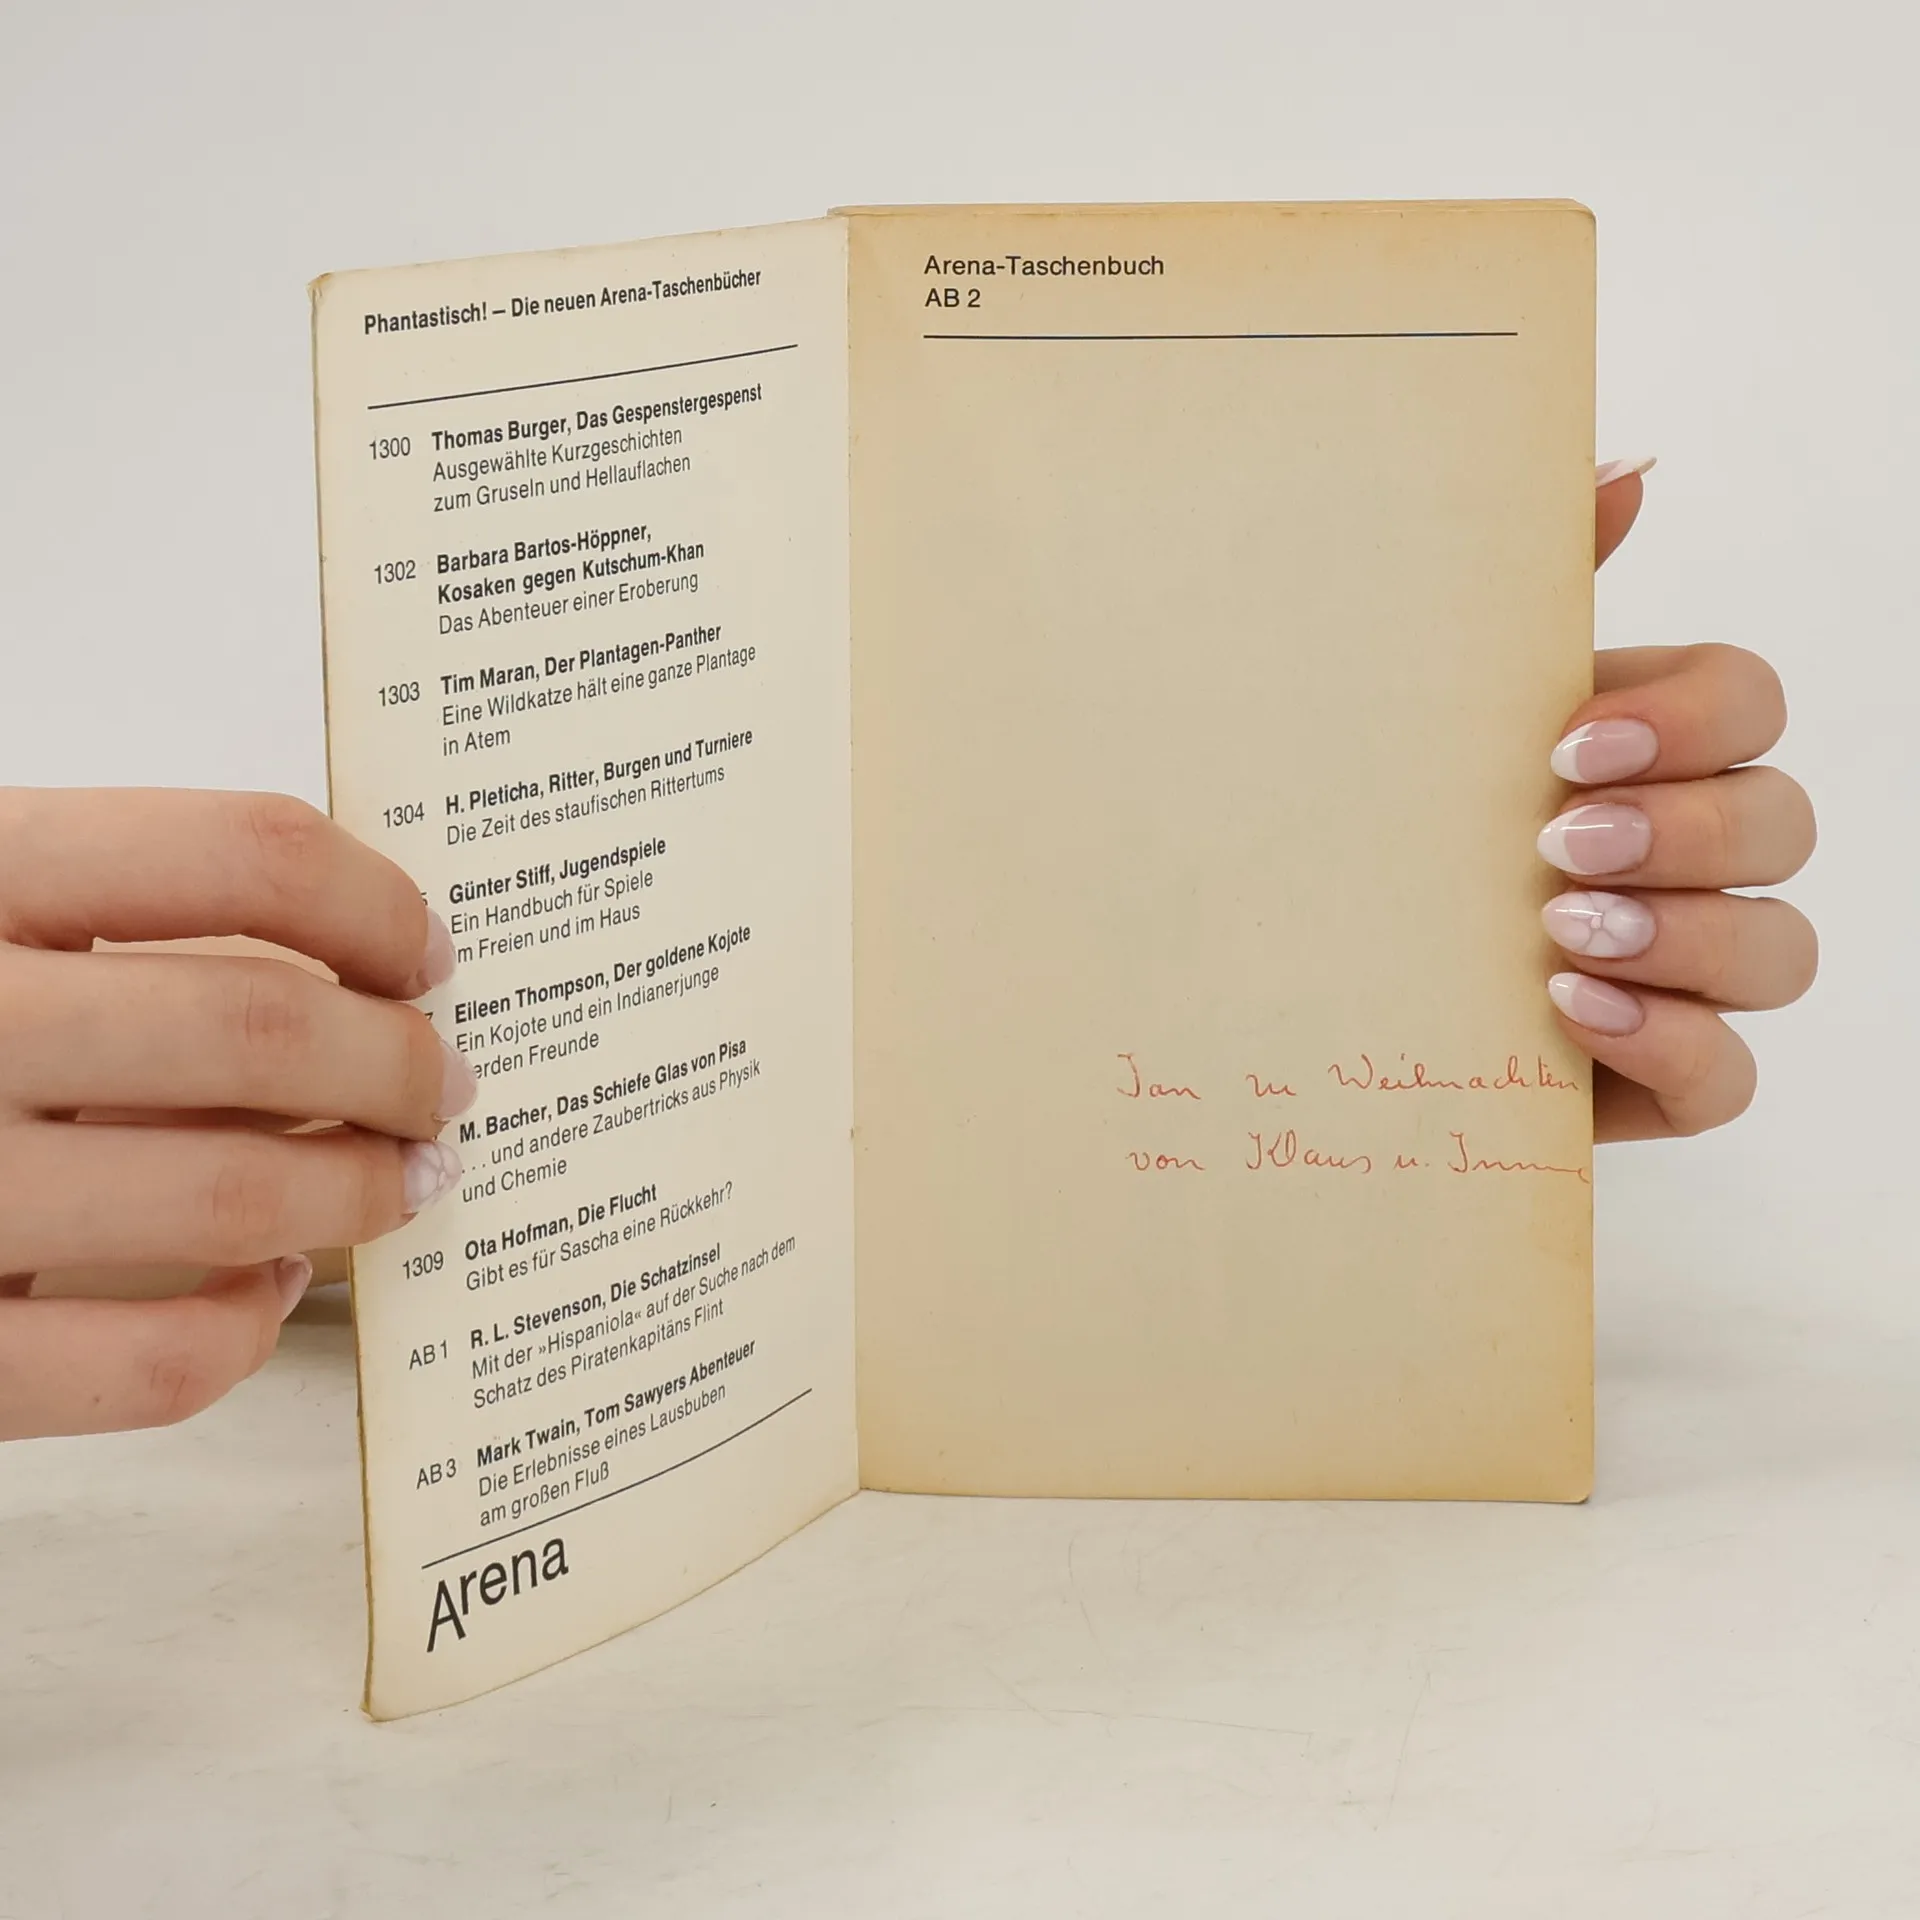 Phantastisch! – Die neuen Arena-Taschenbücher
1300 Thomas Burger, Das Gespenstergespenst
Ausgewählte Kurzgeschichten
zum Gruseln und Hellauflachen
1302 Barbara Bartos-Höppner,
Kosaken gegen Kutschum-Khan
Das Abenteuer einer Eroberung
1303 Tim Maran, Der Plantagen-Panther
Eine Wildkatze hält eine ganze Plantage
in Atem
1304 H. Pleticha, Ritter, Burgen und Turniere
Die Zeit des staufischen Rittertums
Günter Stiff, Jugendspiele
Ein Handbuch für Spiele
m Freien und im Haus
Eileen Thompson, Der goldene Kojote
Ein Kojote und ein Indianerjunge
erden Freunde
M. Bacher, Das Schiefe Glas von Pisa
... und andere Zaubertricks aus Physik
und Chemie
1309 Ota Hofman, Die Flucht
Gibt es für Sascha eine Rückkehr?
AB 1 R. L. Stevenson, Die Schatzinsel
Mit der »Hispaniola« auf der Suche nach dem
Schatz des Piratenkapitäns Flint
AB 3 Mark Twain, Tom Sawyers Abenteuer
Die Erlebnisse eines Lausbuben
am großen Fluß
Arena
Arena-Taschenbuch
AB 2
Jan zu Weihnachten
von Klaus u.